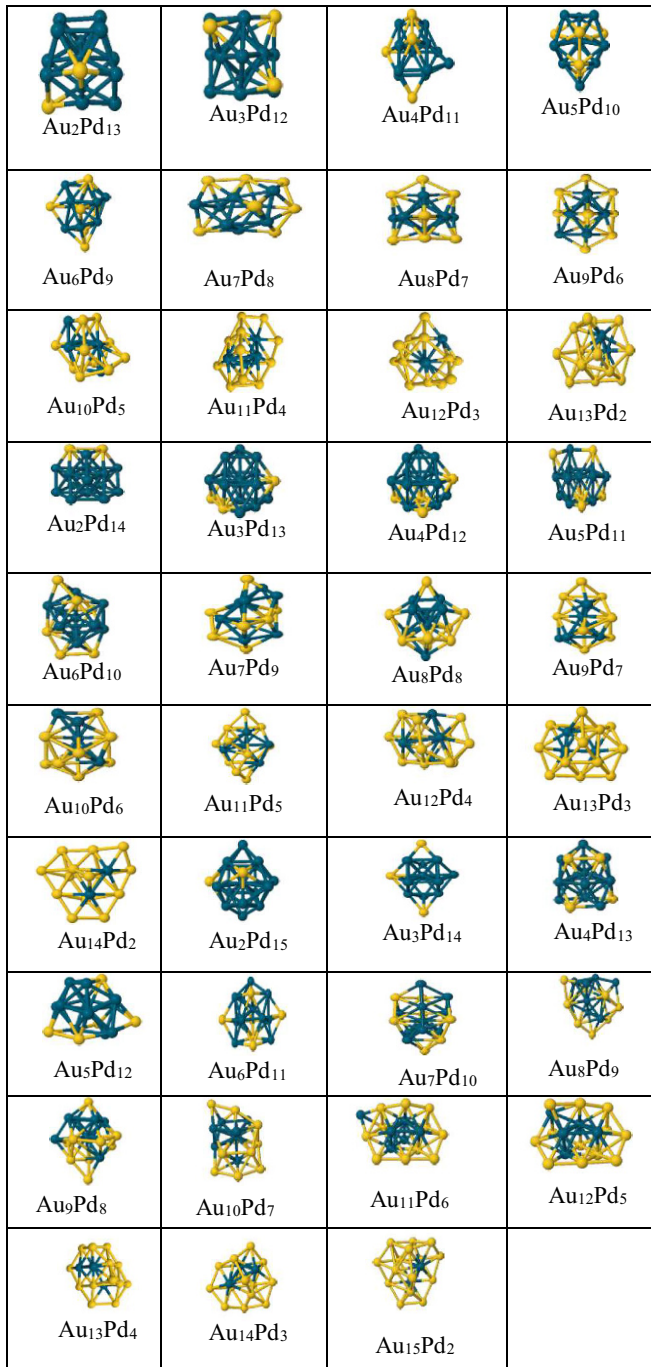 Au₂Pd₁₃ Au₃Pd₁₂ Au₄Pd₁₁ Au₅Pd₁₀
Au₆Pd₉ Au₇Pd₈ Au₈Pd₇ Au₉Pd₆
Au₁₀Pd₅ Au₁₁Pd₄ Au₁₂Pd₃ Au₁₃Pd₂
Au₂Pd₁₄ Au₃Pd₁₃ Au₄Pd₁₂ Au₅Pd₁₁
Au₆Pd₁₀ Au₇Pd₉ Au₈Pd₈ Au₉Pd₇
Au₁₀Pd₆ Au₁₁Pd₅ Au₁₂Pd₄ Au₁₃Pd₃
Au₁₄Pd₂ Au₂Pd₁₅ Au₃Pd₁₄ Au₄Pd₁₃
Au₅Pd₁₂ Au₆Pd₁₁ Au₇Pd₁₀ Au₈Pd₉
Au₉Pd₈ Au₁₀Pd₇ Au₁₁Pd₆ Au₁₂Pd₅
Au₁₃Pd₄ Au₁₄Pd₃ Au₁₅Pd₂